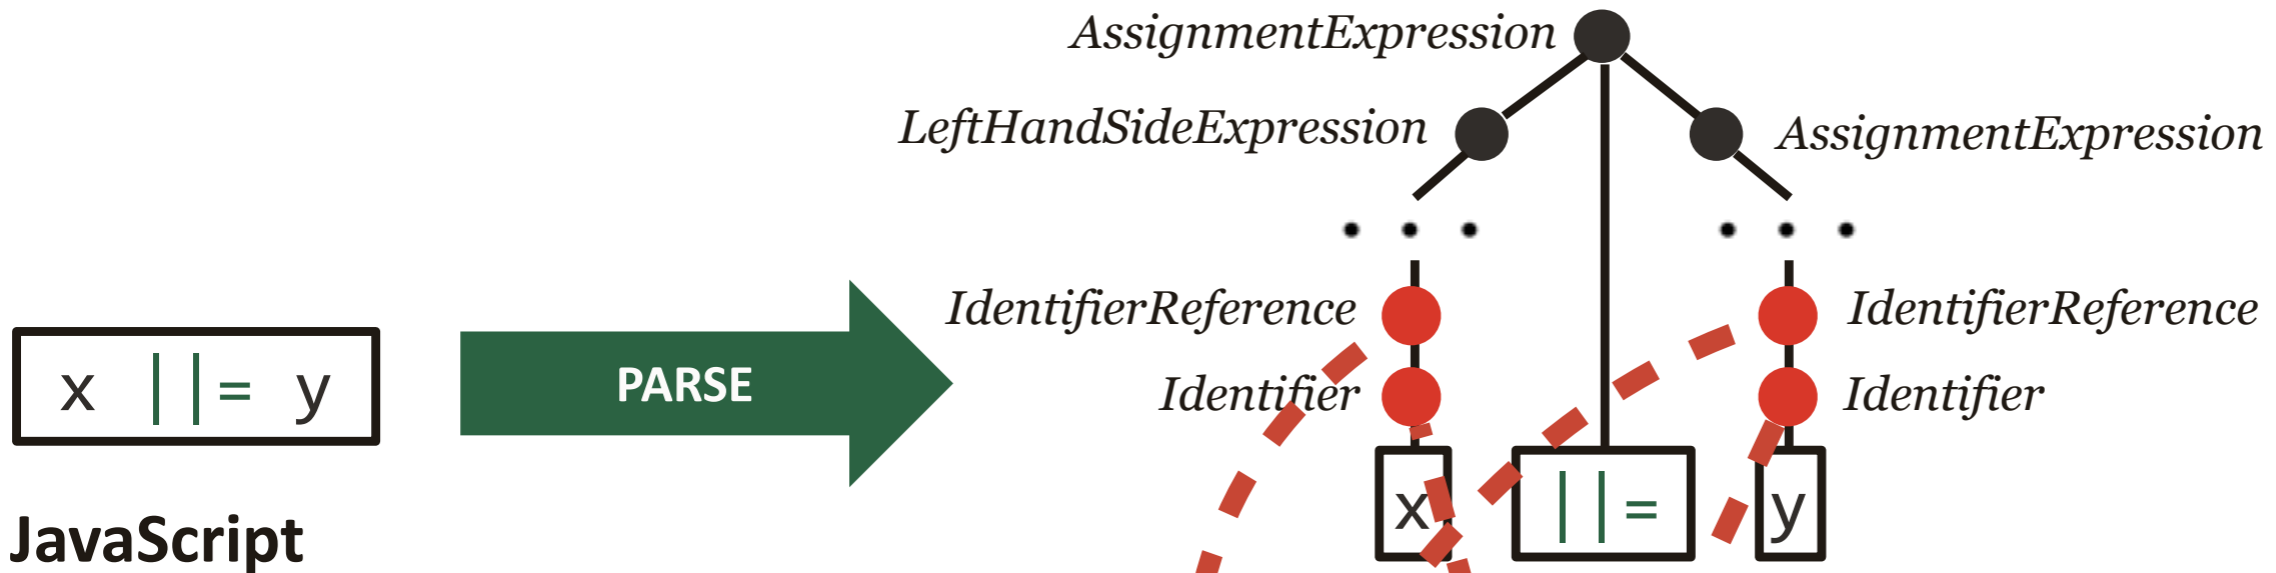 AssignmentExpression
LeftHandSideExpression
AssignmentExpression
. . .
. . .
IdentifierReference
IdentifierReference
x ||= y
PARSE
Identifier
Identifier
x
||=
y
JavaScript